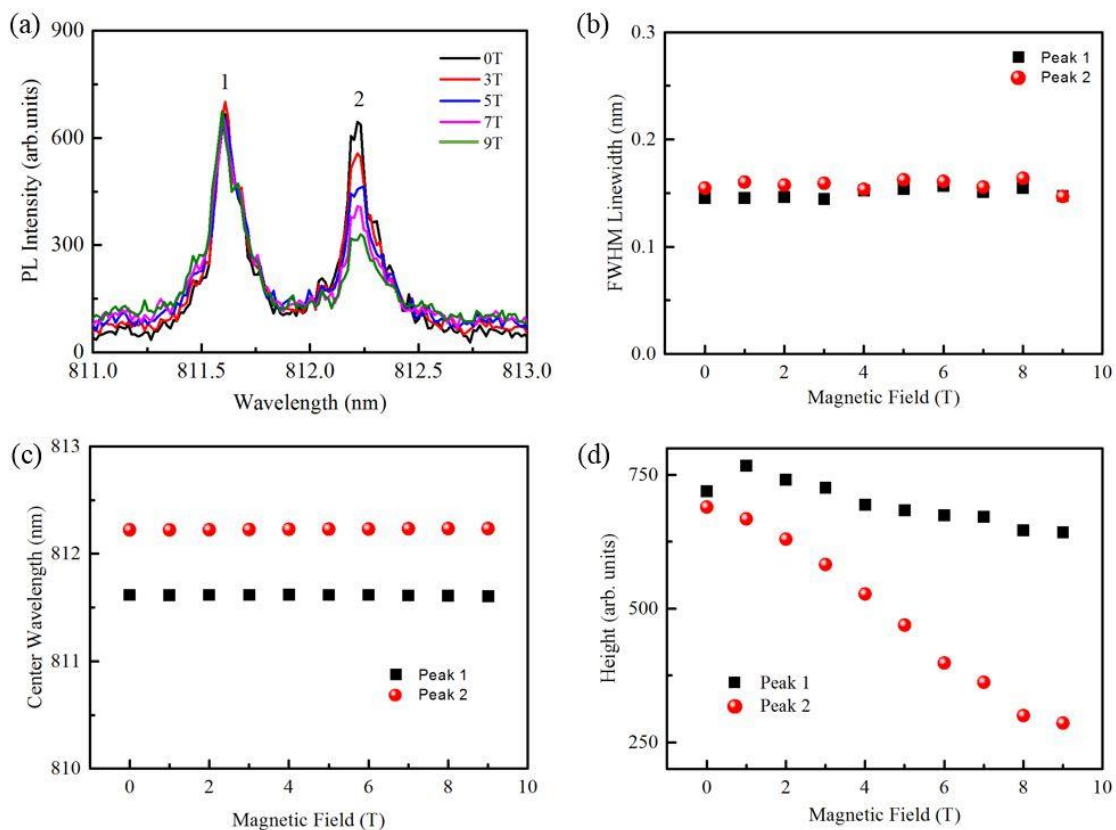 (a)
900
600
300
0
PL Intensity (arb.units)
1
2
0T
3T
5T
7T
9T
811.0 811.5 812.0 812.5 813.0
Wavelength (nm)
(b)
0.3
0.2
0.1
0.0
FWHM Linewidth (nm)
Peak 1
Peak 2
0 2 4 6 8 10
Magnetic Field (T)
(c)
813
812
811
810
Center Wavelength (nm)
Peak 1
Peak 2
0 2 4 6 8 10
Magnetic Field (T)
(d)
750
500
250
Height (arb. units)
Peak 1
Peak 2
0 2 4 6 8 10
Magnetic Field (T)